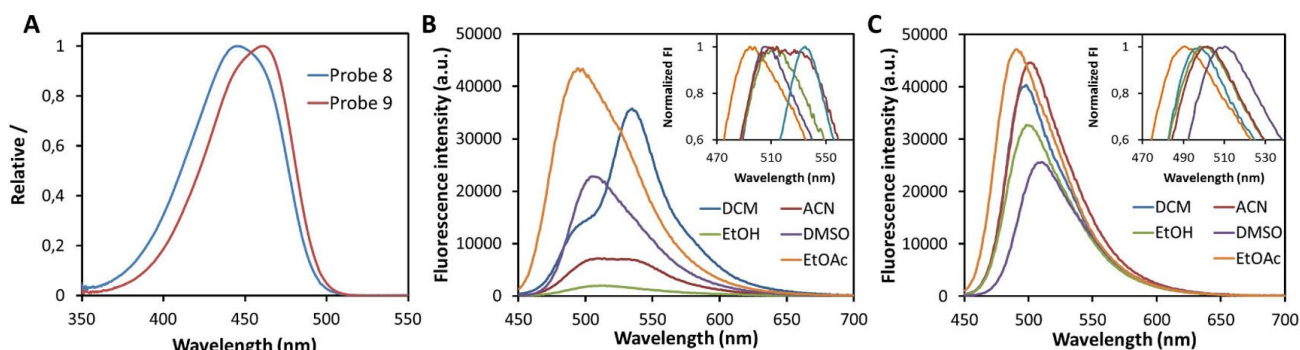 A
Relative /
1
0,8
0,6
0,4
0,2
0
350 400 450 500 550
Wavelength (nm)
Probe 8
Probe 9
B
Fluorescence intensity (a.u.)
50000
40000
30000
20000
10000
0
450 500 550 600 650 700
Wavelength (nm)
Normalized FI
1
0,8
0,6
470 510 550
Wavelength (nm)
DCM ACN
EtOH DMSO
EtOAc
C
Fluorescence intensity (a.u.)
50000
40000
30000
20000
10000
0
450 500 550 600 650 700
Wavelength (nm)
Normalized FI
1
0,8
0,6
470 490 510 530
Wavelength (nm)
DCM ACN
EtOH DMSO
EtOAc